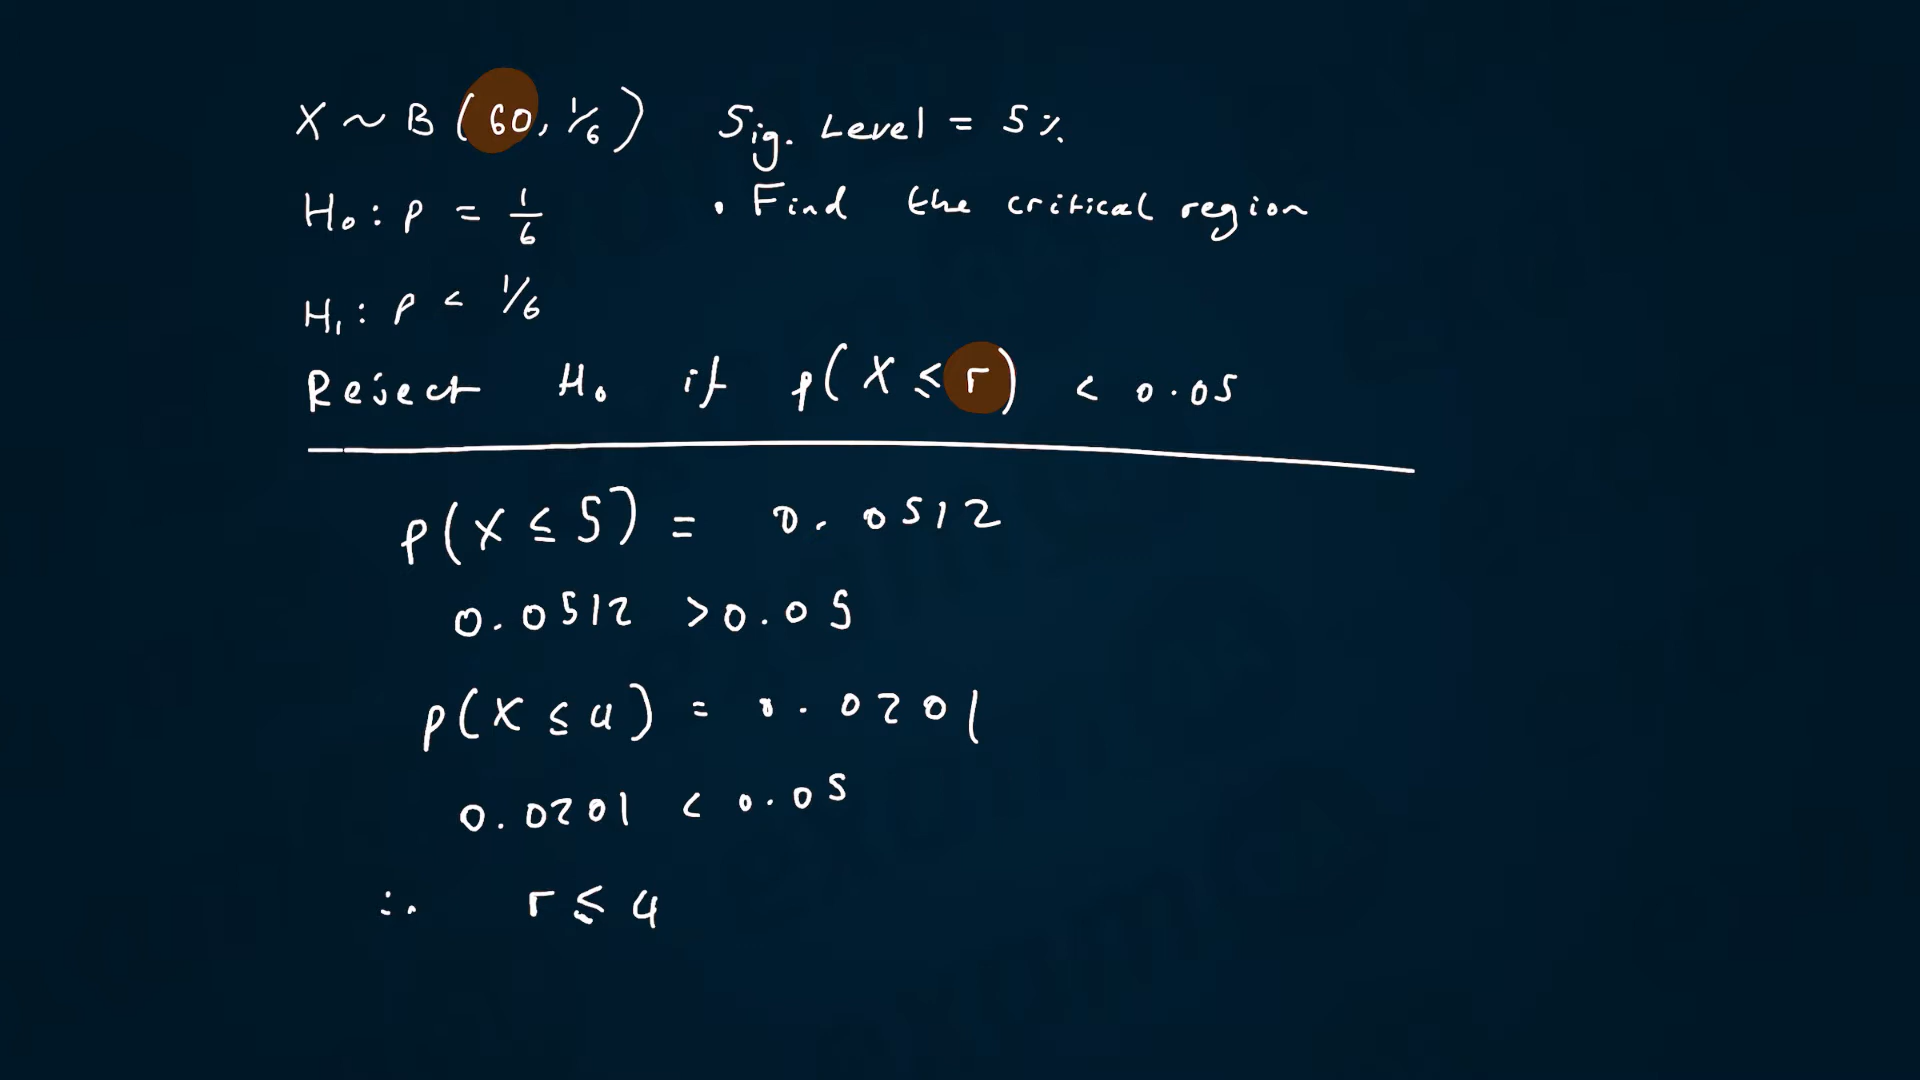 X ~ B (60, 1/6) Sig. Level = 5%
H₀: p = 1/6 • Find the critical region
H₁: p < 1/6
Reject H₀ if p(X ≤ r) < 0.05
p(X ≤ 5) = 0.0512
0.0512 > 0.05
p(X ≤ 4) = 0.0201
0.0201 < 0.05
∴ r ≤ 4